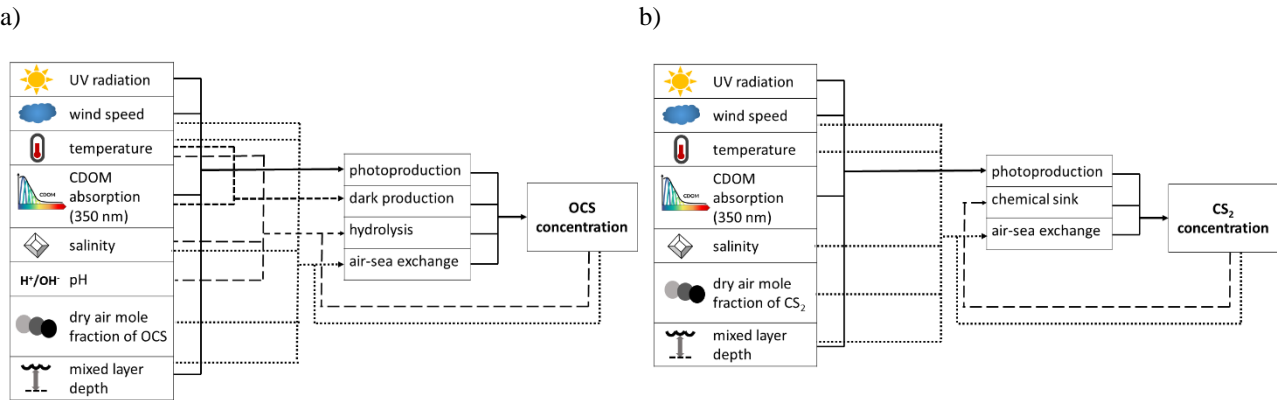 a)
UV radiation
wind speed
temperature
CDOM
CDOM
absorption
(350 nm)
salinity
H⁺/OH⁻ pH
dry air mole
fraction of OCS
mixed layer
depth
photoproduction
dark production
hydrolysis
air-sea exchange
OCS
concentration
b)
UV radiation
wind speed
temperature
CDOM
CDOM
absorption
(350 nm)
salinity
dry air mole
fraction of CS₂
mixed layer
depth
photoproduction
chemical sink
air-sea exchange
CS₂
concentration